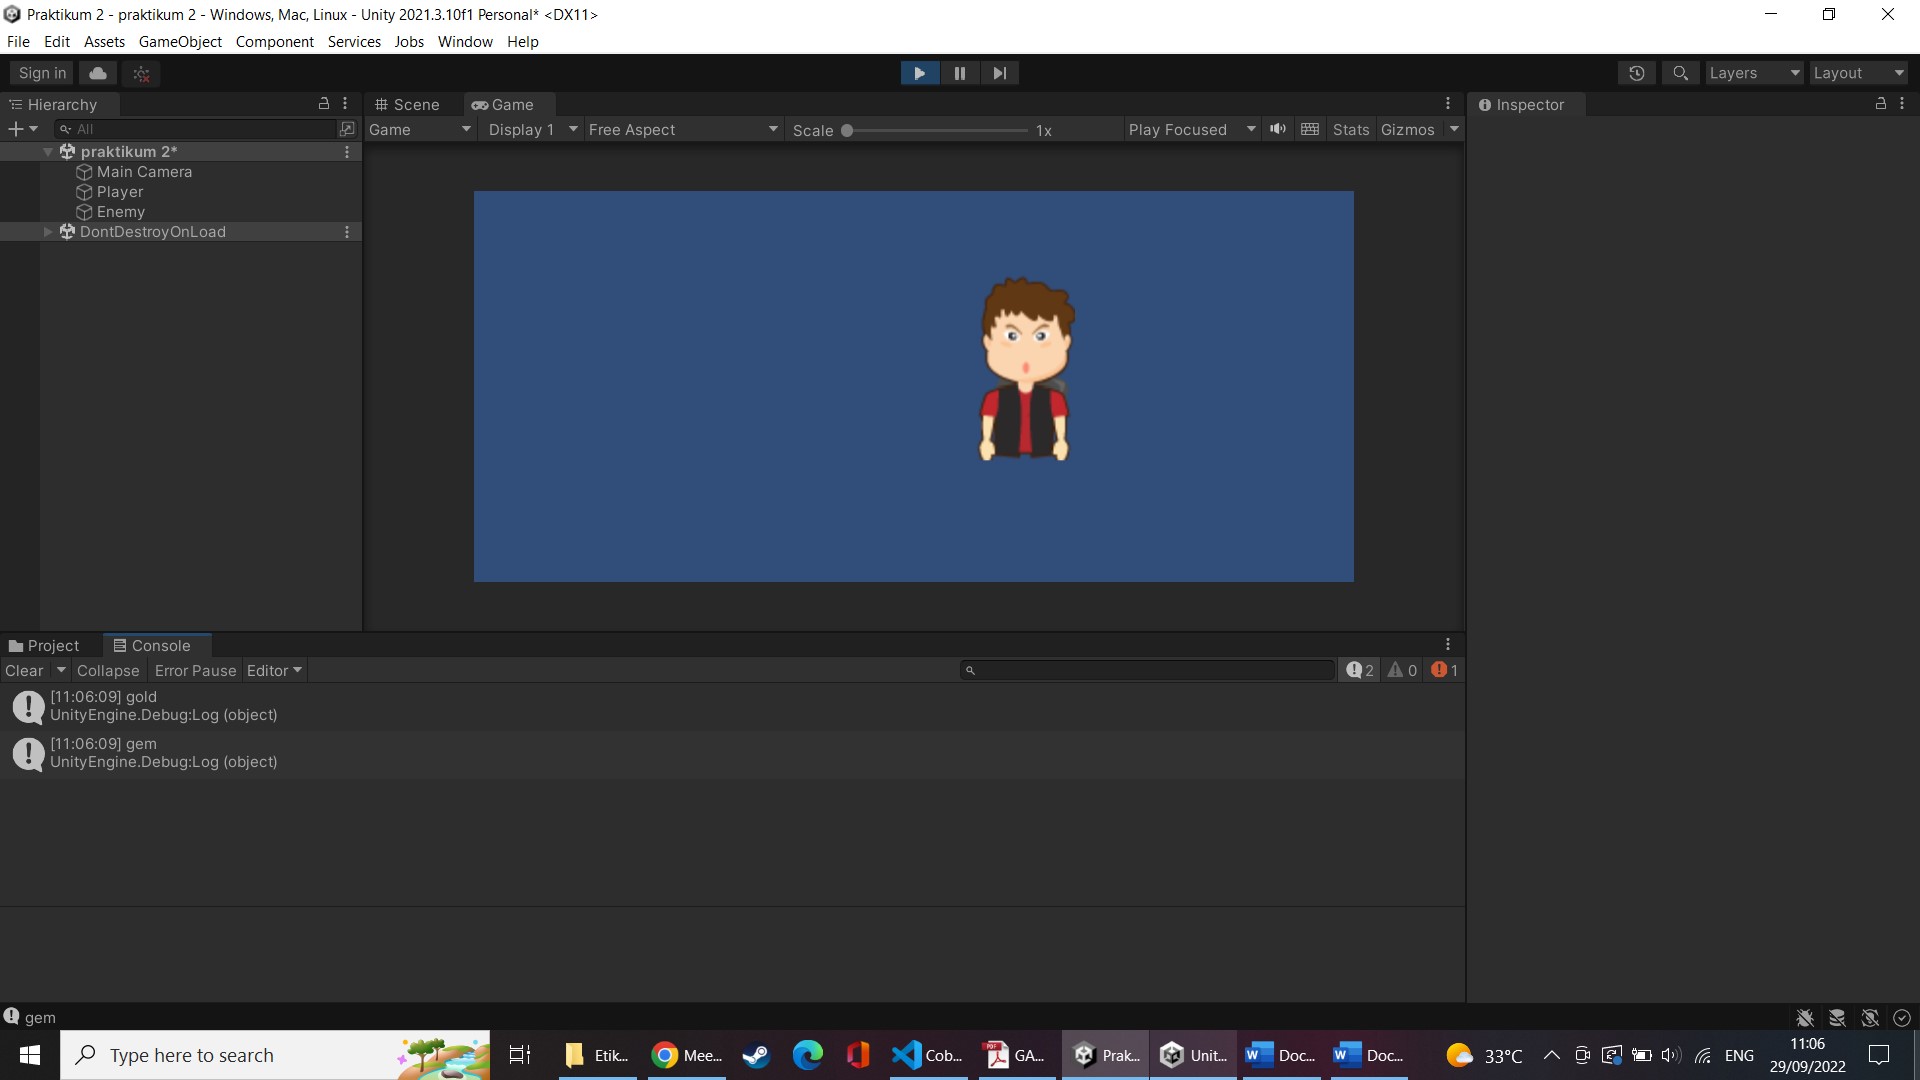 Praktikum 2 - praktikum 2 - Windows, Mac, Linux - Unity 2021.3.10f1 Personal* <DX11>
File Edit Assets GameObject Component Services Jobs Window Help
Sign in Layers Layout
Hierarchy Scene Game Inspector
All Game Display 1 Free Aspect Scale 1x Play Focused Stats Gizmos
praktikum 2*
Main Camera
Player
Enemy
DontDestroyOnLoad
Project Console
Clear Collapse Error Pause Editor 2 0 1
[11:06:09] gold
UnityEngine.Debug:Log (object)
[11:06:09] gem
UnityEngine.Debug:Log (object)
gem
Type here to search Etik... Mee... Cob... GA... Prak... Unit... Doc... Doc... 33°C ENG
11:06
29/09/2022